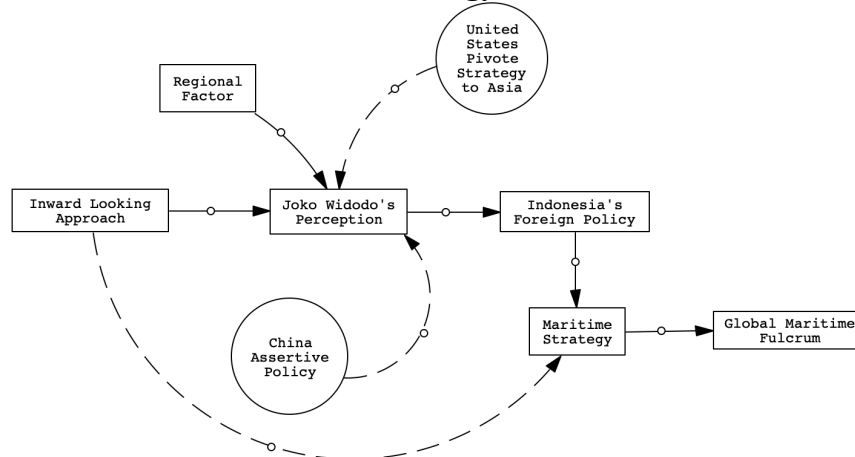 United
States
Pivote
Strategy
to Asia
Regional
Factor
Inward Looking
Approach
Joko Widodo's
Perception
Indonesia's
Foreign Policy
China
Assertive
Policy
Maritime
Strategy
Global Maritime
Fulcrum